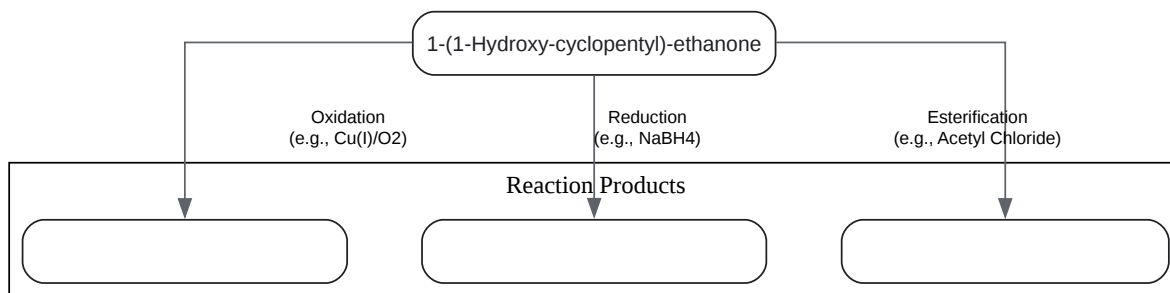 1-(1-Hydroxy-cyclopentyl)-ethanone
Oxidation
(e.g., Cu(I)/O2)
Reduction
(e.g., NaBH4)
Esterification
(e.g., Acetyl Chloride)
Reaction Products